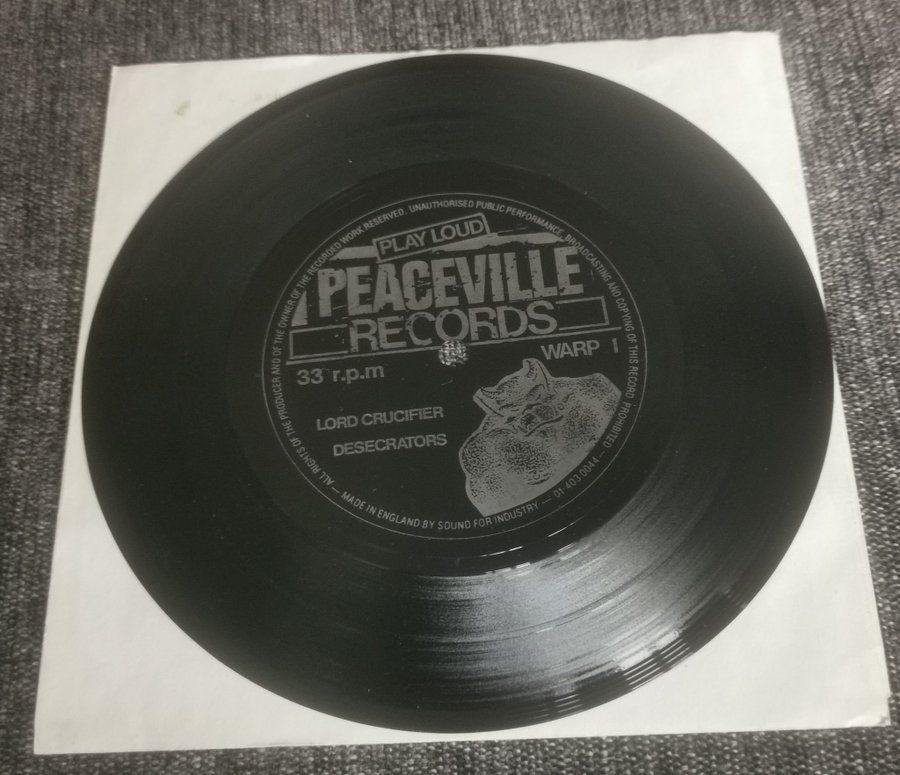 PLAY LOUD
PEACEVILLE
RECORDS
33 r.p.m
WARP 1
LORD CRUCIFIER
DESECRATORS
ALL RIGHTS OF THE PRODUCER AND OF THE OWNER OF THE RECORDED WORK RESERVED. UNAUTHORISED PUBLIC PERFORMANCE, BROADCASTING AND COPYING OF THIS RECORD PROHIBITED
— MADE IN ENGLAND BY SOUND FOR INDUSTRY — 01 403 0044 —